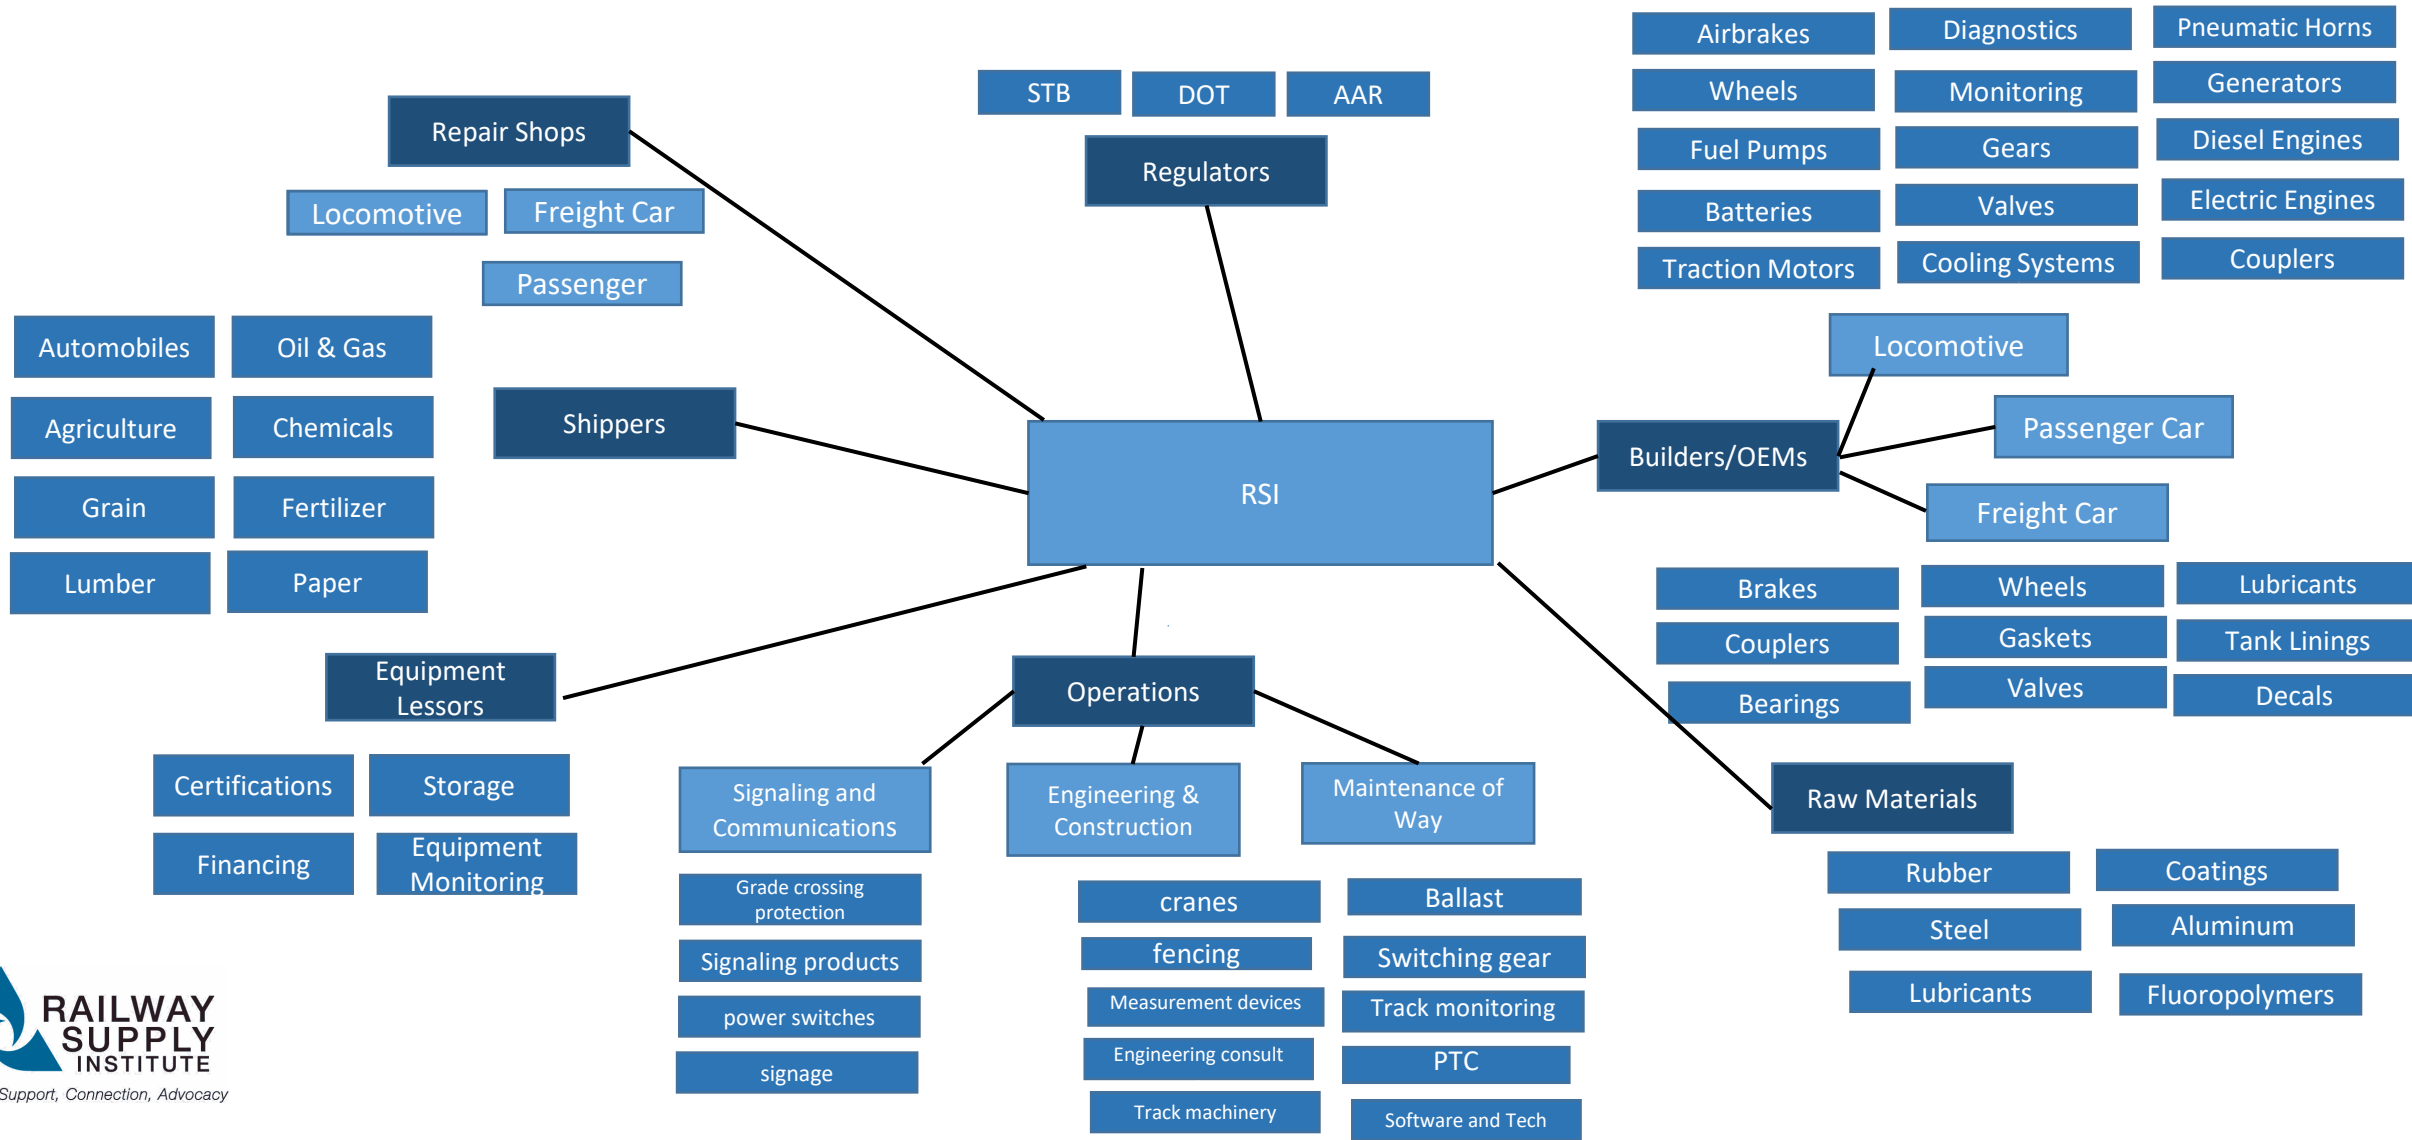 Airbrakes
Diagnostics
Pneumatic Horns
Wheels
Monitoring
Generators
Fuel Pumps
Gears
Diesel Engines
Batteries
Valves
Electric Engines
Traction Motors
Cooling Systems
Couplers
STB
DOT
AAR
Regulators
Repair Shops
Locomotive
Freight Car
Passenger
Automobiles
Oil & Gas
Agriculture
Chemicals
Grain
Fertilizer
Lumber
Paper
Shippers
RSI
Builders/OEMs
Locomotive
Passenger Car
Freight Car
Brakes
Wheels
Lubricants
Couplers
Gaskets
Tank Linings
Bearings
Valves
Decals
Equipment
Lessors
Certifications
Storage
Financing
Equipment
Monitoring
Operations
Signaling and
Communications
Engineering &
Construction
Maintenance of
Way
Grade crossing
protection
Signaling products
power switches
signage
cranes
fencing
Measurement devices
Engineering consult
Track machinery
Ballast
Switching gear
Track monitoring
PTC
Software and Tech
Raw Materials
Rubber
Coatings
Steel
Aluminum
Lubricants
Fluoropolymers
RAILWAY
SUPPLY
INSTITUTE
Support, Connection, Advocacy